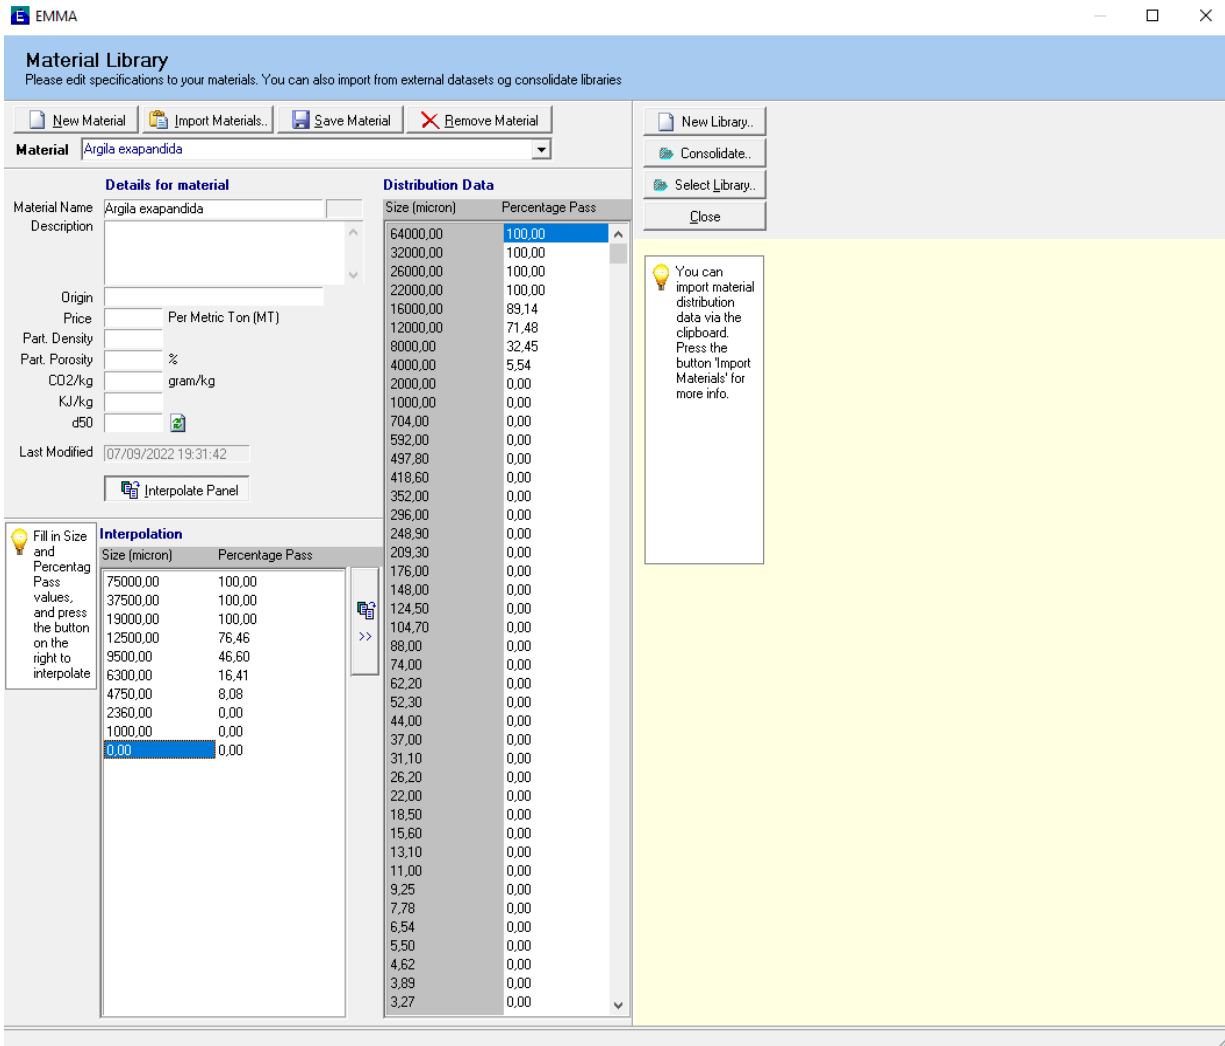 EMMA
Material Library
Please edit specifications to your materials. You can also import from external datasets og consolidate libraries
New Material
Import Materials..
Save Material
Remove Material
Material
Argila exapandida
Details for material
Material Name
Argila exapandida
Description
Origin
Price
Per Metric Ton (MT)
Part. Density
Part. Porosity
%
CO2/kg
gram/kg
KJ/kg
d50
Last Modified
07/09/2022 19:31:42
Interpolate Panel
Fill in Size
and
Percentag
Pass
values,
and press
the button
on the
right to
interpolate
Interpolation
Size (micron) Percentage Pass
75000,00 100,00
37500,00 100,00
19000,00 100,00
12500,00 76,46
9500,00 46,60
6300,00 16,41
4750,00 8,08
2360,00 0,00
1000,00 0,00
0,00 0,00
>>
Distribution Data
Size (micron) Percentage Pass
64000,00 100,00
32000,00 100,00
26000,00 100,00
22000,00 100,00
16000,00 89,14
12000,00 71,48
8000,00 32,45
4000,00 5,54
2000,00 0,00
1000,00 0,00
704,00 0,00
592,00 0,00
497,80 0,00
418,60 0,00
352,00 0,00
296,00 0,00
248,90 0,00
209,30 0,00
176,00 0,00
148,00 0,00
124,50 0,00
104,70 0,00
88,00 0,00
74,00 0,00
62,20 0,00
52,30 0,00
44,00 0,00
37,00 0,00
31,10 0,00
26,20 0,00
22,00 0,00
18,50 0,00
15,60 0,00
13,10 0,00
11,00 0,00
9,25 0,00
7,78 0,00
6,54 0,00
5,50 0,00
4,62 0,00
3,89 0,00
3,27 0,00
New Library..
Consolidate..
Select Library..
Close
You can
import material
distribution
data via the
clipboard.
Press the
button 'Import
Materials' for
more info.